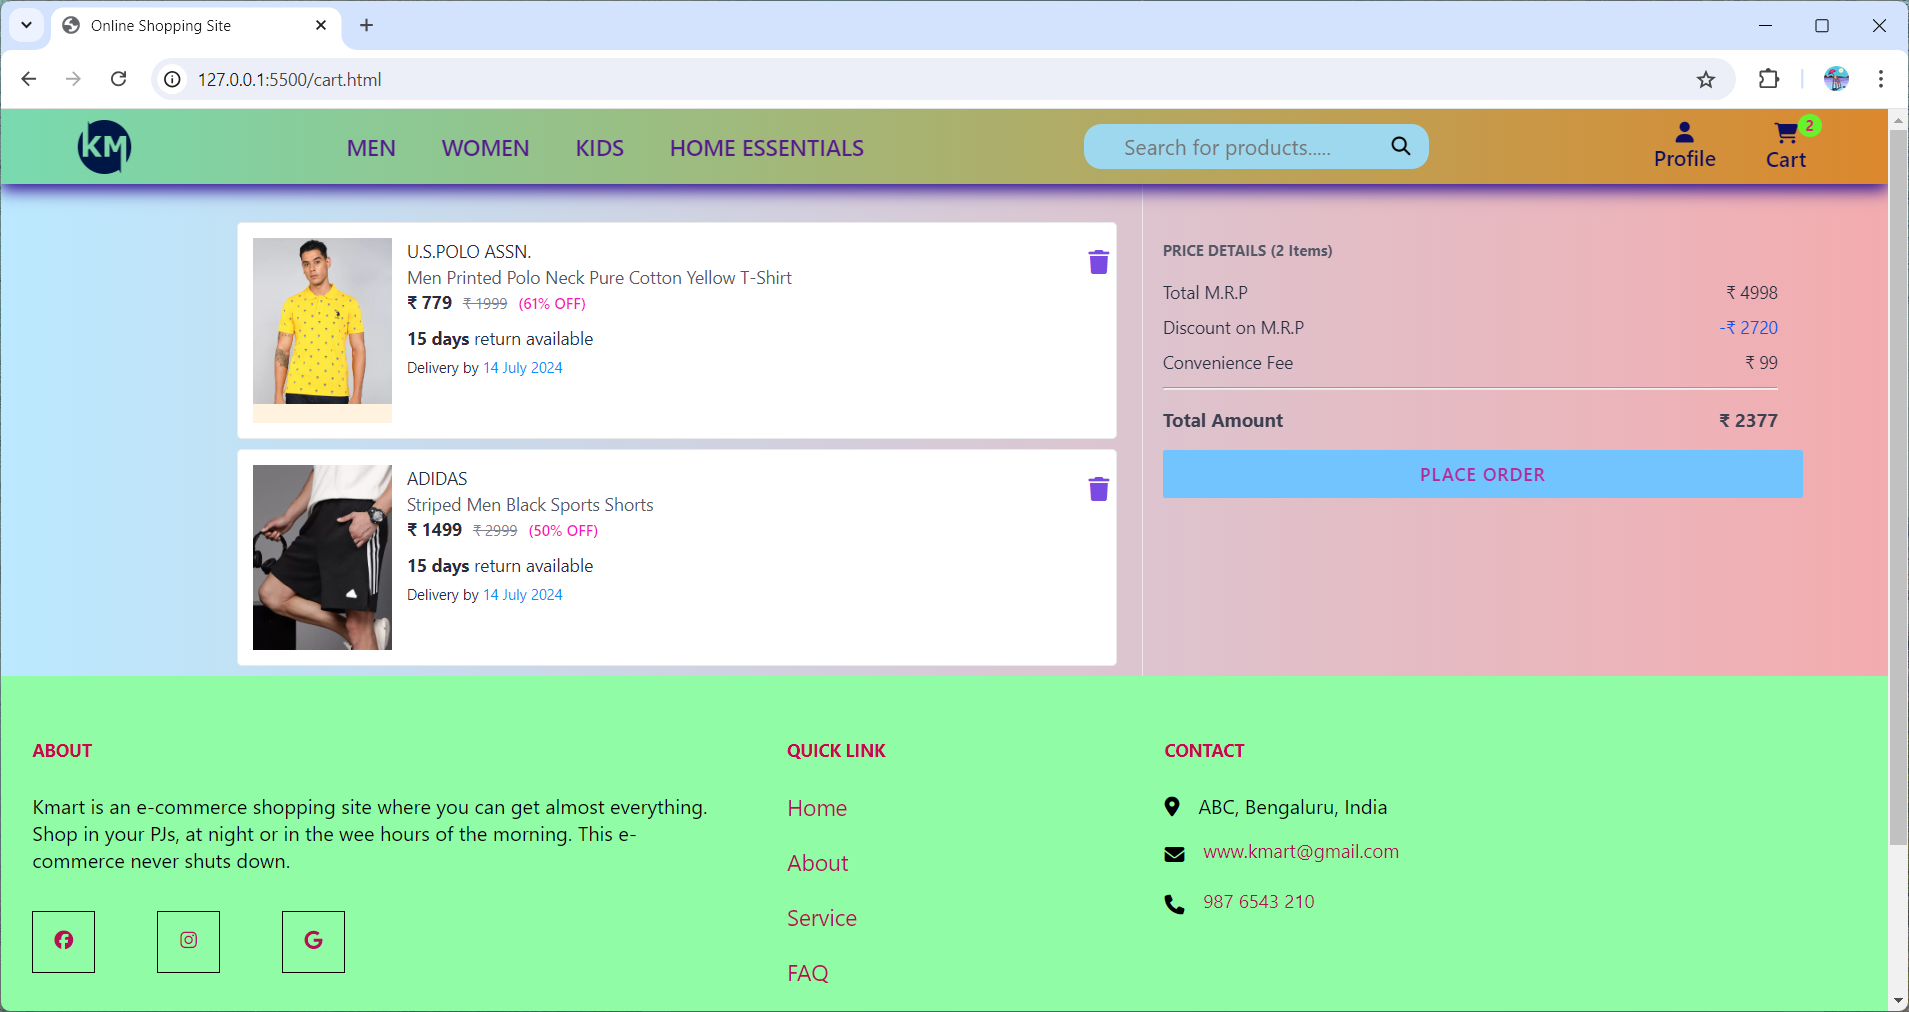 Online Shopping Site
127.0.0.1:5500/cart.html
KM
MEN WOMEN KIDS HOME ESSENTIALS
Search for products.....
Profile
2
Cart
U.S.POLO ASSN.
Men Printed Polo Neck Pure Cotton Yellow T-Shirt
₹ 779 ₹ 1999 (61% OFF)
15 days return available
Delivery by 14 July 2024
ADIDAS
Striped Men Black Sports Shorts
₹ 1499 ₹ 2999 (50% OFF)
15 days return available
Delivery by 14 July 2024
PRICE DETAILS (2 Items)
Total M.R.P ₹ 4998
Discount on M.R.P -₹ 2720
Convenience Fee ₹ 99
Total Amount ₹ 2377
PLACE ORDER
ABOUT
Kmart is an e-commerce shopping site where you can get almost everything.
Shop in your PJs, at night or in the wee hours of the morning. This e-
commerce never shuts down.
QUICK LINK
Home
About
Service
FAQ
CONTACT
ABC, Bengaluru, India
www.kmart@gmail.com
987 6543 210